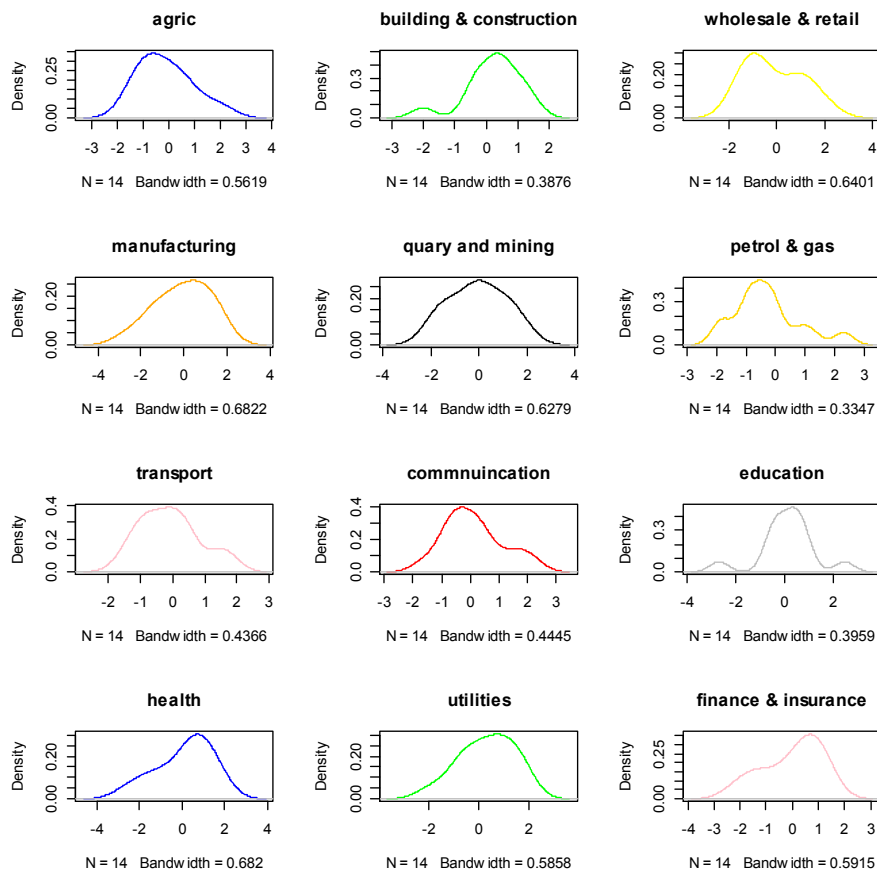 agric
Density
0.25
0.00
-3 -2 -1 0 1 2 3 4
N = 14 Bandwidth = 0.5619
building & construction
0.3
0.0
-3 -2 -1 0 1 2
N = 14 Bandwidth = 0.3876
wholesale & retail
0.20
0.00
-2 0 2 4
N = 14 Bandwidth = 0.6401
manufacturing
Density
0.20
0.00
-4 -2 0 2 4
N = 14 Bandwidth = 0.6822
quary and mining
0.20
0.00
-4 -2 0 2 4
N = 14 Bandwidth = 0.6279
petrol & gas
Density
0.3
0.0
-3 -2 -1 0 1 2 3
N = 14 Bandwidth = 0.3347
transport
Density
0.4
0.2
0.0
-2 -1 0 1 2 3
N = 14 Bandwidth = 0.4366
commnuincation
Density
0.4
0.2
0.0
-3 -2 -1 0 1 2 3
N = 14 Bandwidth = 0.4445
education
Density
0.3
0.0
-4 -2 0 2
N = 14 Bandwidth = 0.3959
health
Density
0.20
0.00
-4 -2 0 2 4
N = 14 Bandwidth = 0.682
utilities
Density
0.20
0.00
-2 0 2
N = 14 Bandwidth = 0.5858
finance & insurance
Density
0.25
0.00
-4 -3 -2 -1 0 1 2 3
N = 14 Bandwidth = 0.5915